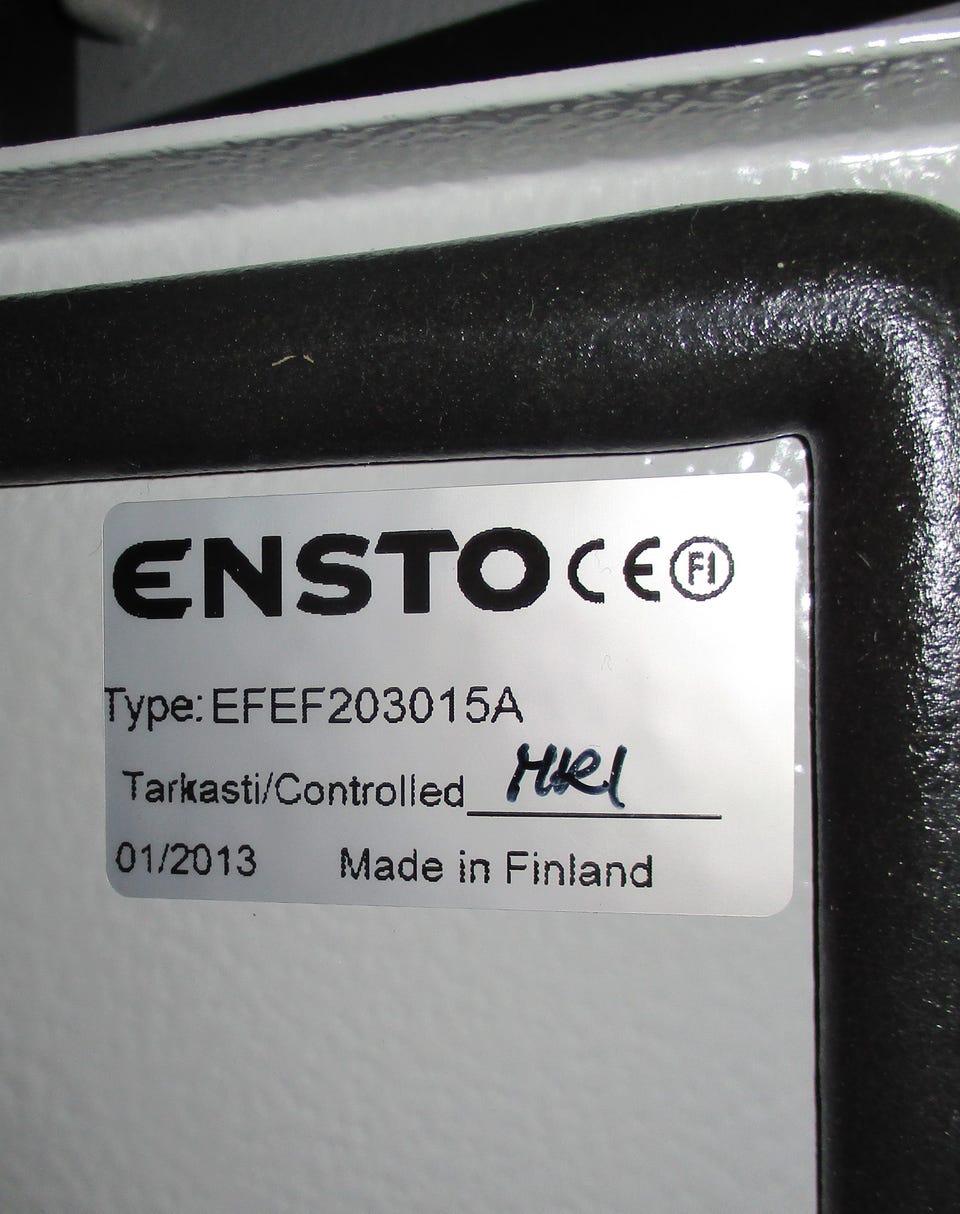 ENSTO CE FI
Type: EFEF203015A
Tarkasti/Controlled
01/2013 Made in Finland